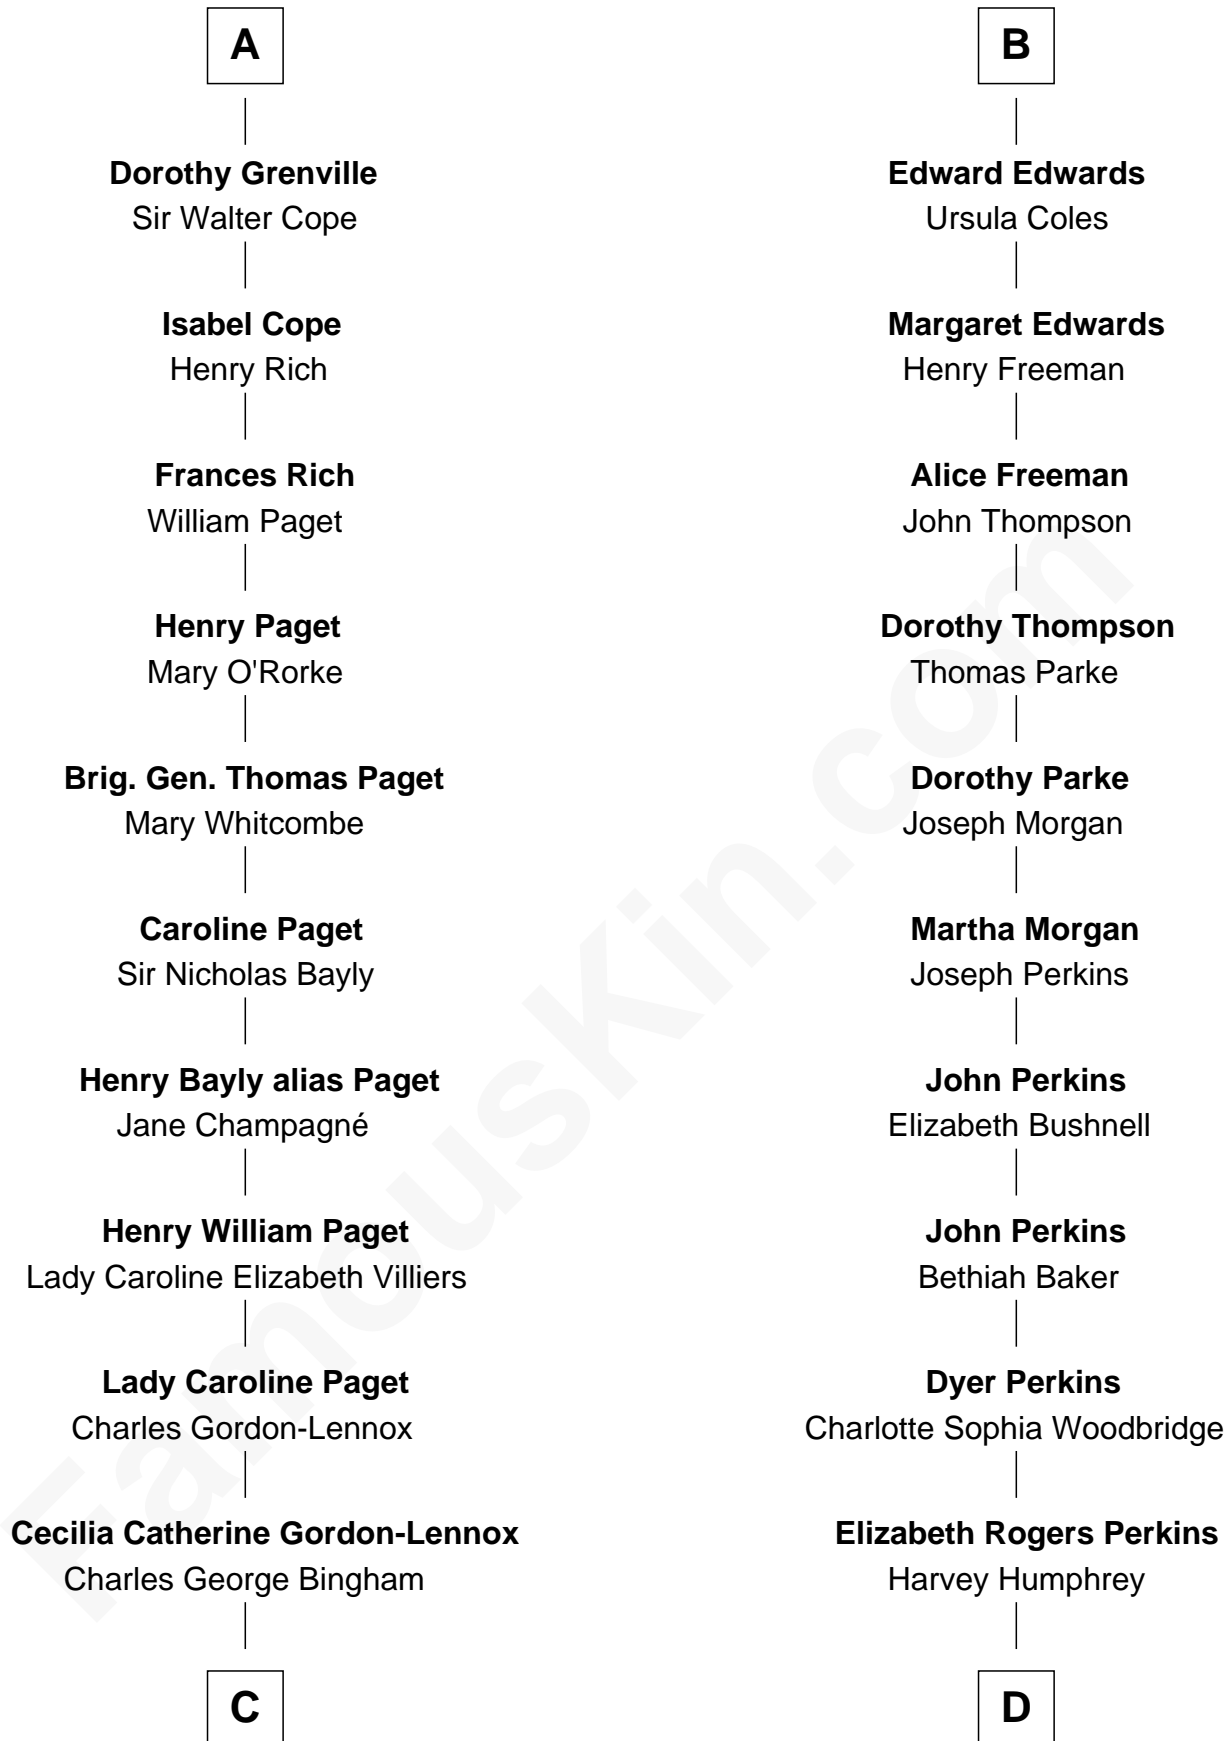 A
Dorothy Grenville
Sir Walter Cope
Isabel Cope
Henry Rich
Frances Rich
William Paget
Henry Paget
Mary O'Rorke
Brig. Gen. Thomas Paget
Mary Whitcombe
Caroline Paget
Sir Nicholas Bayly
Henry Bayly alias Paget
Jane Champagné
Henry William Paget
Lady Caroline Elizabeth Villiers
Lady Caroline Paget
Charles Gordon-Lennox
Cecilia Catherine Gordon-Lennox
Charles George Bingham
C
B
Edward Edwards
Ursula Coles
Margaret Edwards
Henry Freeman
Alice Freeman
John Thompson
Dorothy Thompson
Thomas Parke
Dorothy Parke
Joseph Morgan
Martha Morgan
Joseph Perkins
John Perkins
Elizabeth Bushnell
John Perkins
Bethiah Baker
Dyer Perkins
Charlotte Sophia Woodbridge
Elizabeth Rogers Perkins
Harvey Humphrey
D
FamousKin.com